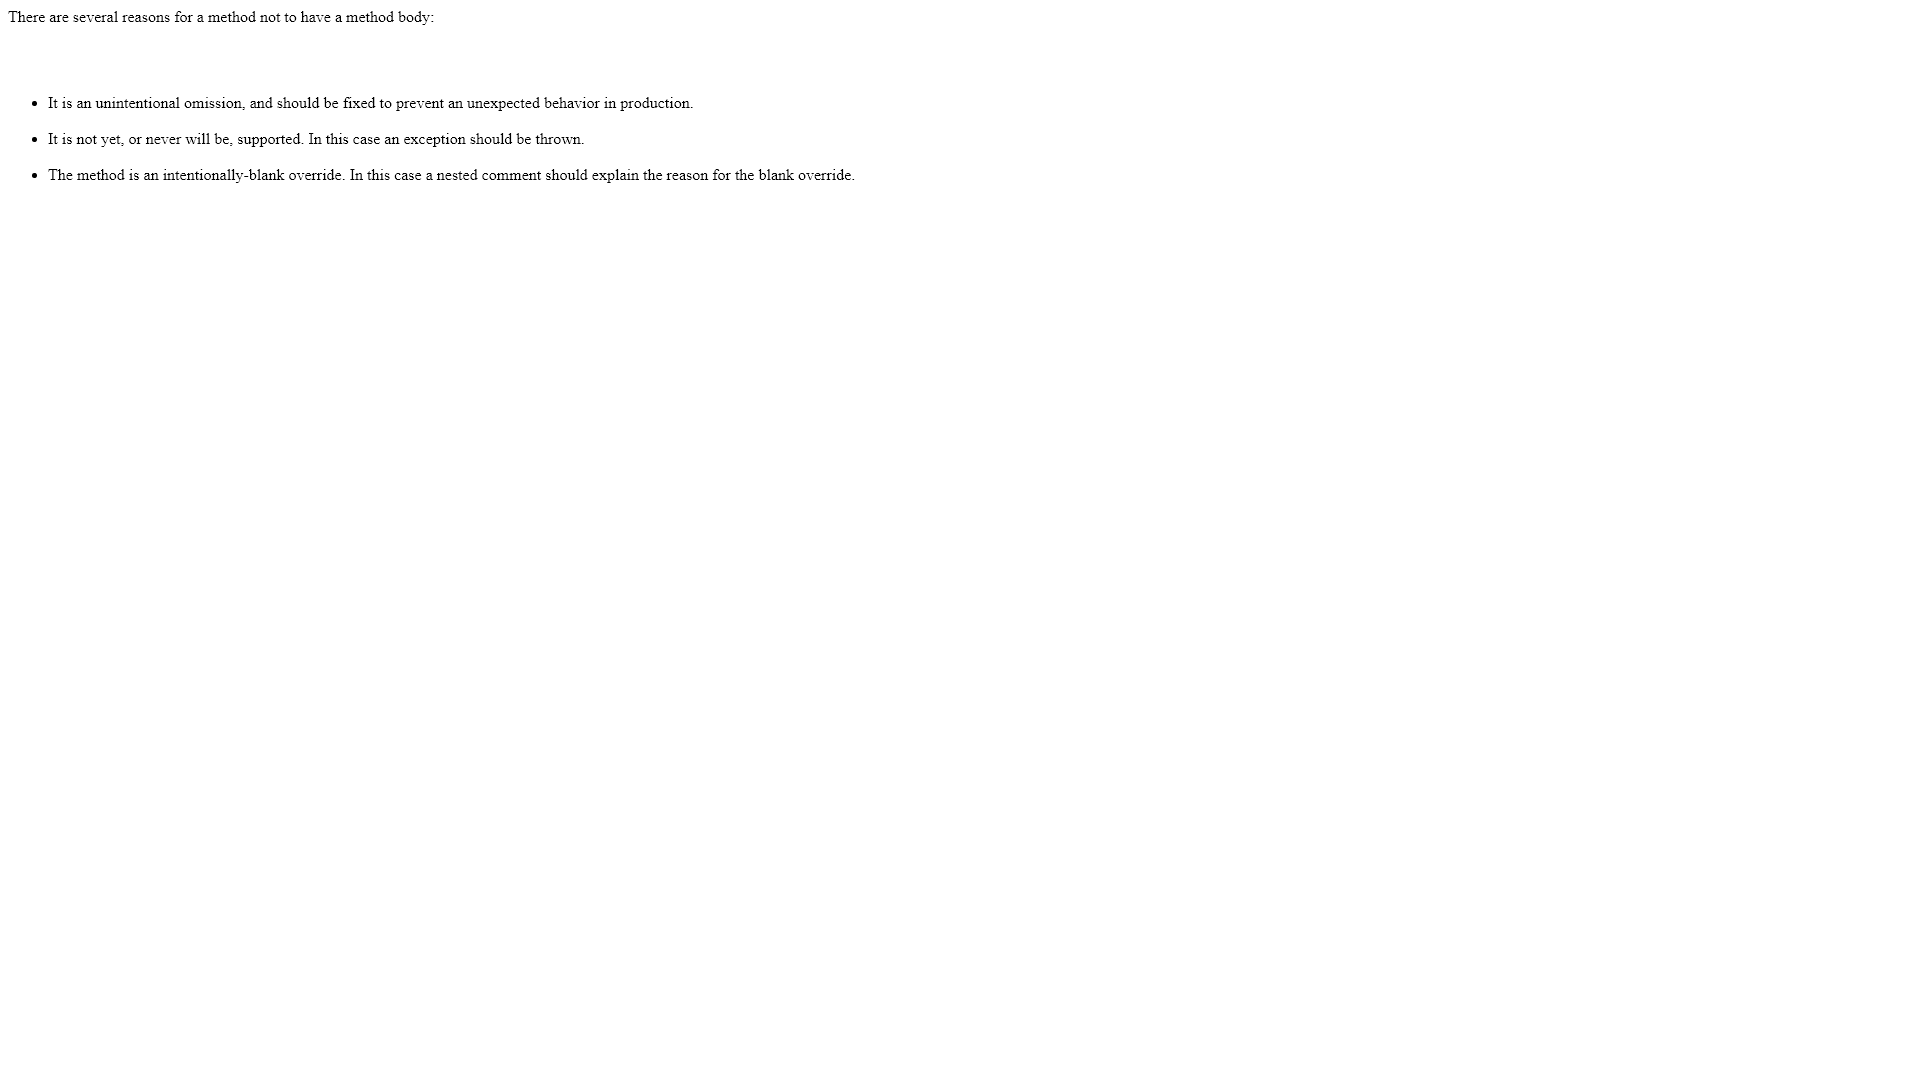 There are several reasons for a method not to have a method body:
• It is an unintentional omission, and should be fixed to prevent an unexpected behavior in production.
• It is not yet, or never will be, supported. In this case an exception should be thrown.
• The method is an intentionally-blank override. In this case a nested comment should explain the reason for the blank override.